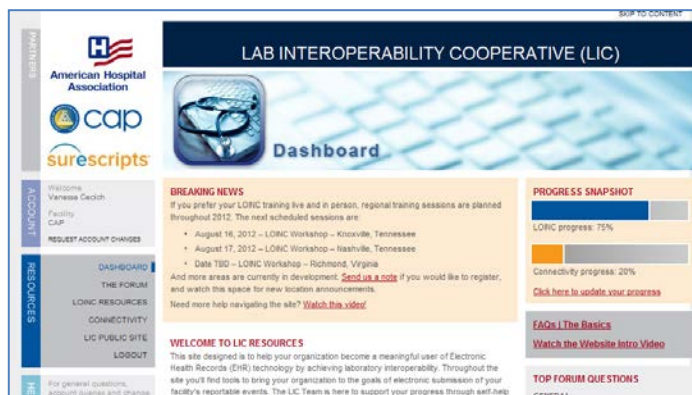 SKIP TO CONTENT
PARTNERS
American Hospital
Association
CAP
surescripts
LAB INTEROPERABILITY COOPERATIVE (LIC)
Dashboard
ACCOUNT
Welcome
Vanessa Cecich
Facility
CAP
REQUEST ACCOUNT CHANGES
RESOURCES
DASHBOARD
THE FORUM
LOINC RESOURCES
CONNECTIVITY
LIC PUBLIC SITE
LOGOUT
HE
For general questions,
account queries and change
BREAKING NEWS
If you prefer your LOINC training live and in person, regional training sessions are planned
throughout 2012. The next scheduled sessions are:
• August 16, 2012 – LOINC Workshop – Knoxville, Tennessee
• August 17, 2012 – LOINC Workshop – Nashville, Tennessee
• Date TBD – LOINC Workshop – Richmond, Virginia
And more areas are currently in development. Send us a note if you would like to register,
and watch this space for new location announcements.
Need more help navigating the site? Watch this video!
WELCOME TO LIC RESOURCES
This site designed is to help your organization become a meaningful user of Electronic
Health Records (EHR) technology by achieving laboratory interoperability. Throughout the
site you'll find tools to bring your organization to the goals of electronic submission of your
facility's reportable events. The LIC Team is here to support your progress through self-help
PROGRESS SNAPSHOT
LOINC progress: 75%
Connectivity progress: 20%
Click here to update your progress
FAQs | The Basics
Watch the Website Intro Video
TOP FORUM QUESTIONS
GENERAL